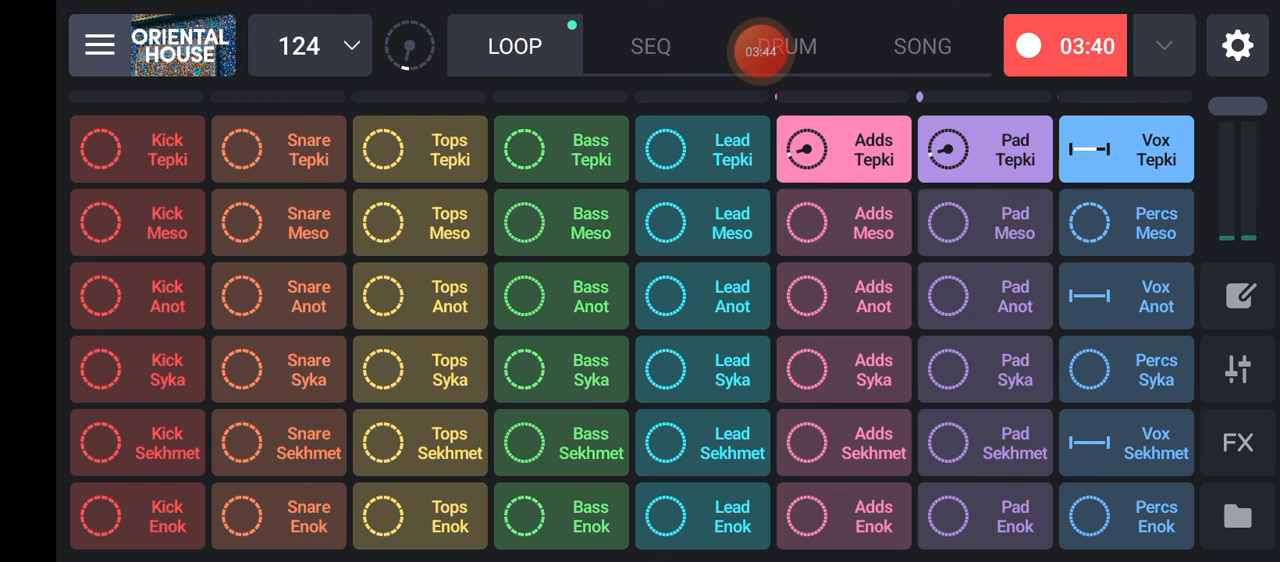 ORIENTAL
HOUSE
124
LOOP
SEQ
DRUM
SONG
03:44
03:40
Kick
Tepki
Snare
Tepki
Tops
Tepki
Bass
Tepki
Lead
Tepki
Adds
Tepki
Pad
Tepki
Vox
Tepki
Kick
Meso
Snare
Meso
Tops
Meso
Bass
Meso
Lead
Meso
Adds
Meso
Pad
Meso
Percs
Meso
Kick
Anot
Snare
Anot
Tops
Anot
Bass
Anot
Lead
Anot
Adds
Anot
Pad
Anot
Vox
Anot
Kick
Syka
Snare
Syka
Tops
Syka
Bass
Syka
Lead
Syka
Adds
Syka
Pad
Syka
Percs
Syka
Kick
Sekhmet
Snare
Sekhmet
Tops
Sekhmet
Bass
Sekhmet
Lead
Sekhmet
Adds
Sekhmet
Pad
Sekhmet
Vox
Sekhmet
FX
Kick
Enok
Snare
Enok
Tops
Enok
Bass
Enok
Lead
Enok
Adds
Enok
Pad
Enok
Percs
Enok